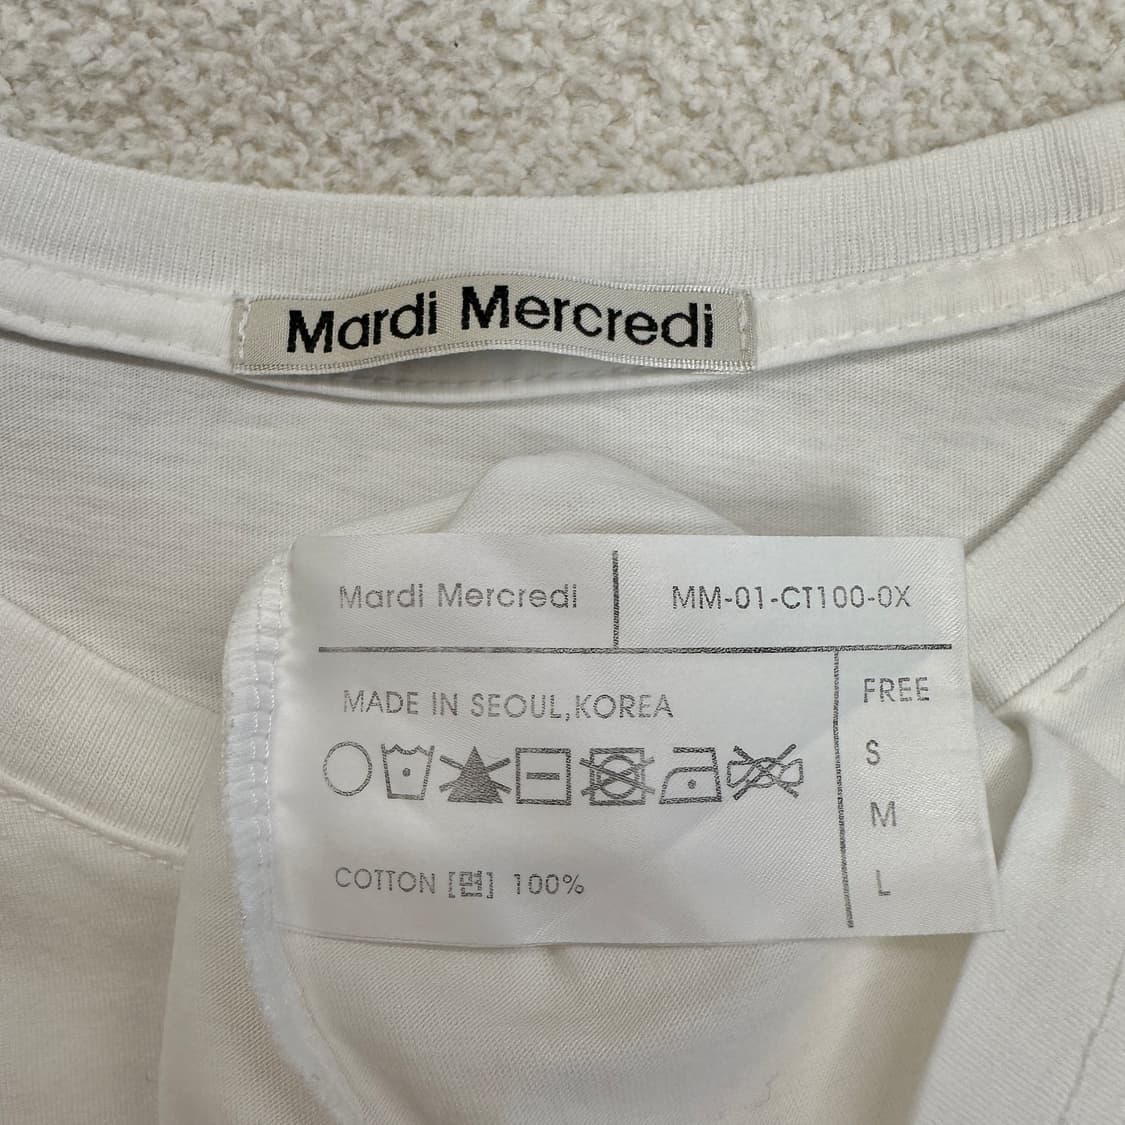 Mardi Mercredi
Mardi Mercredi MM-01-CT100-0X
MADE IN SEOUL,KOREA
COTTON [면] 100%
FREE
S
M
L